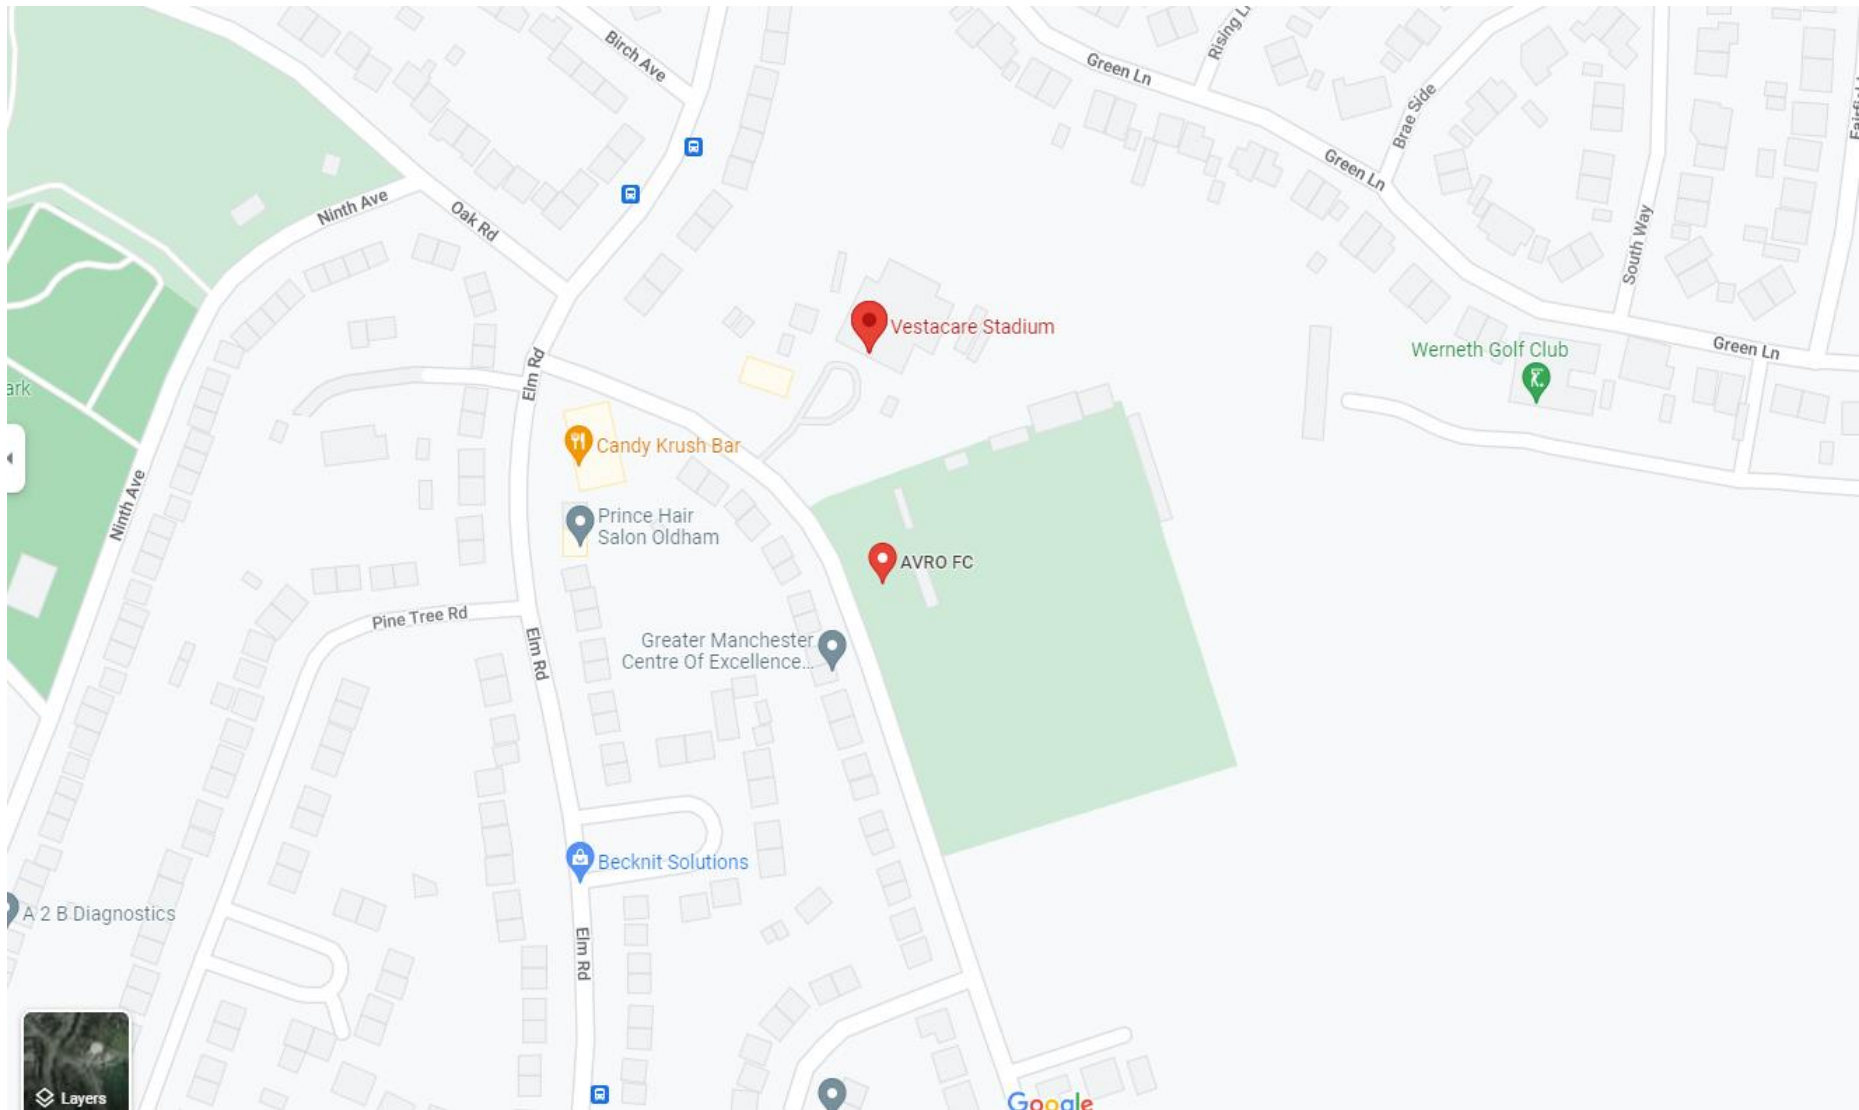 Birch Ave
Rising L
Green Ln
Brae Side
Green Ln
Ninth Ave
Oak Rd
South Way
Vestacare Stadium
Green Ln
Werneth Golf Club
Elm Rd
ark
Candy Krush Bar
Ninth Ave
Prince Hair
Salon Oldham
AVRO FC
Pine Tree Rd
Elm Rd
Greater Manchester
Centre Of Excellence...
Becknit Solutions
A 2 B Diagnostics
Elm Rd
Layers
Google